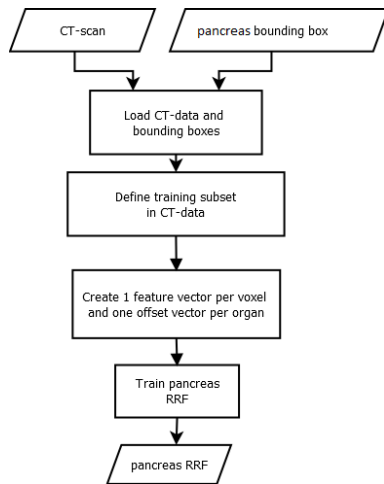 CT-scan
pancreas bounding box
Load CT-data and
bounding boxes
Define training subset
in CT-data
Create 1 feature vector per voxel
and one offset vector per organ
Train pancreas
RRF
pancreas RRF